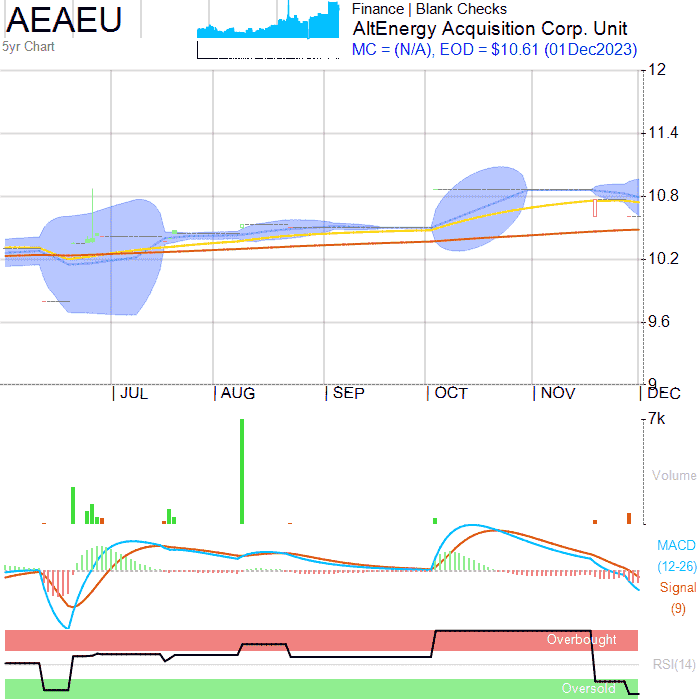 AEAEU
5yr Chart
Finance | Blank Checks
AltEnergy Acquisition Corp. Unit
MC = (N/A), EOD = $10.61 (01Dec2023)
12
11.4
10.8
10.2
9.6
9
JUL AUG SEP OCT NOV DEC
7k
Volume
MACD
(12-26)
Signal
(9)
Overbought
RSI(14)
Oversold